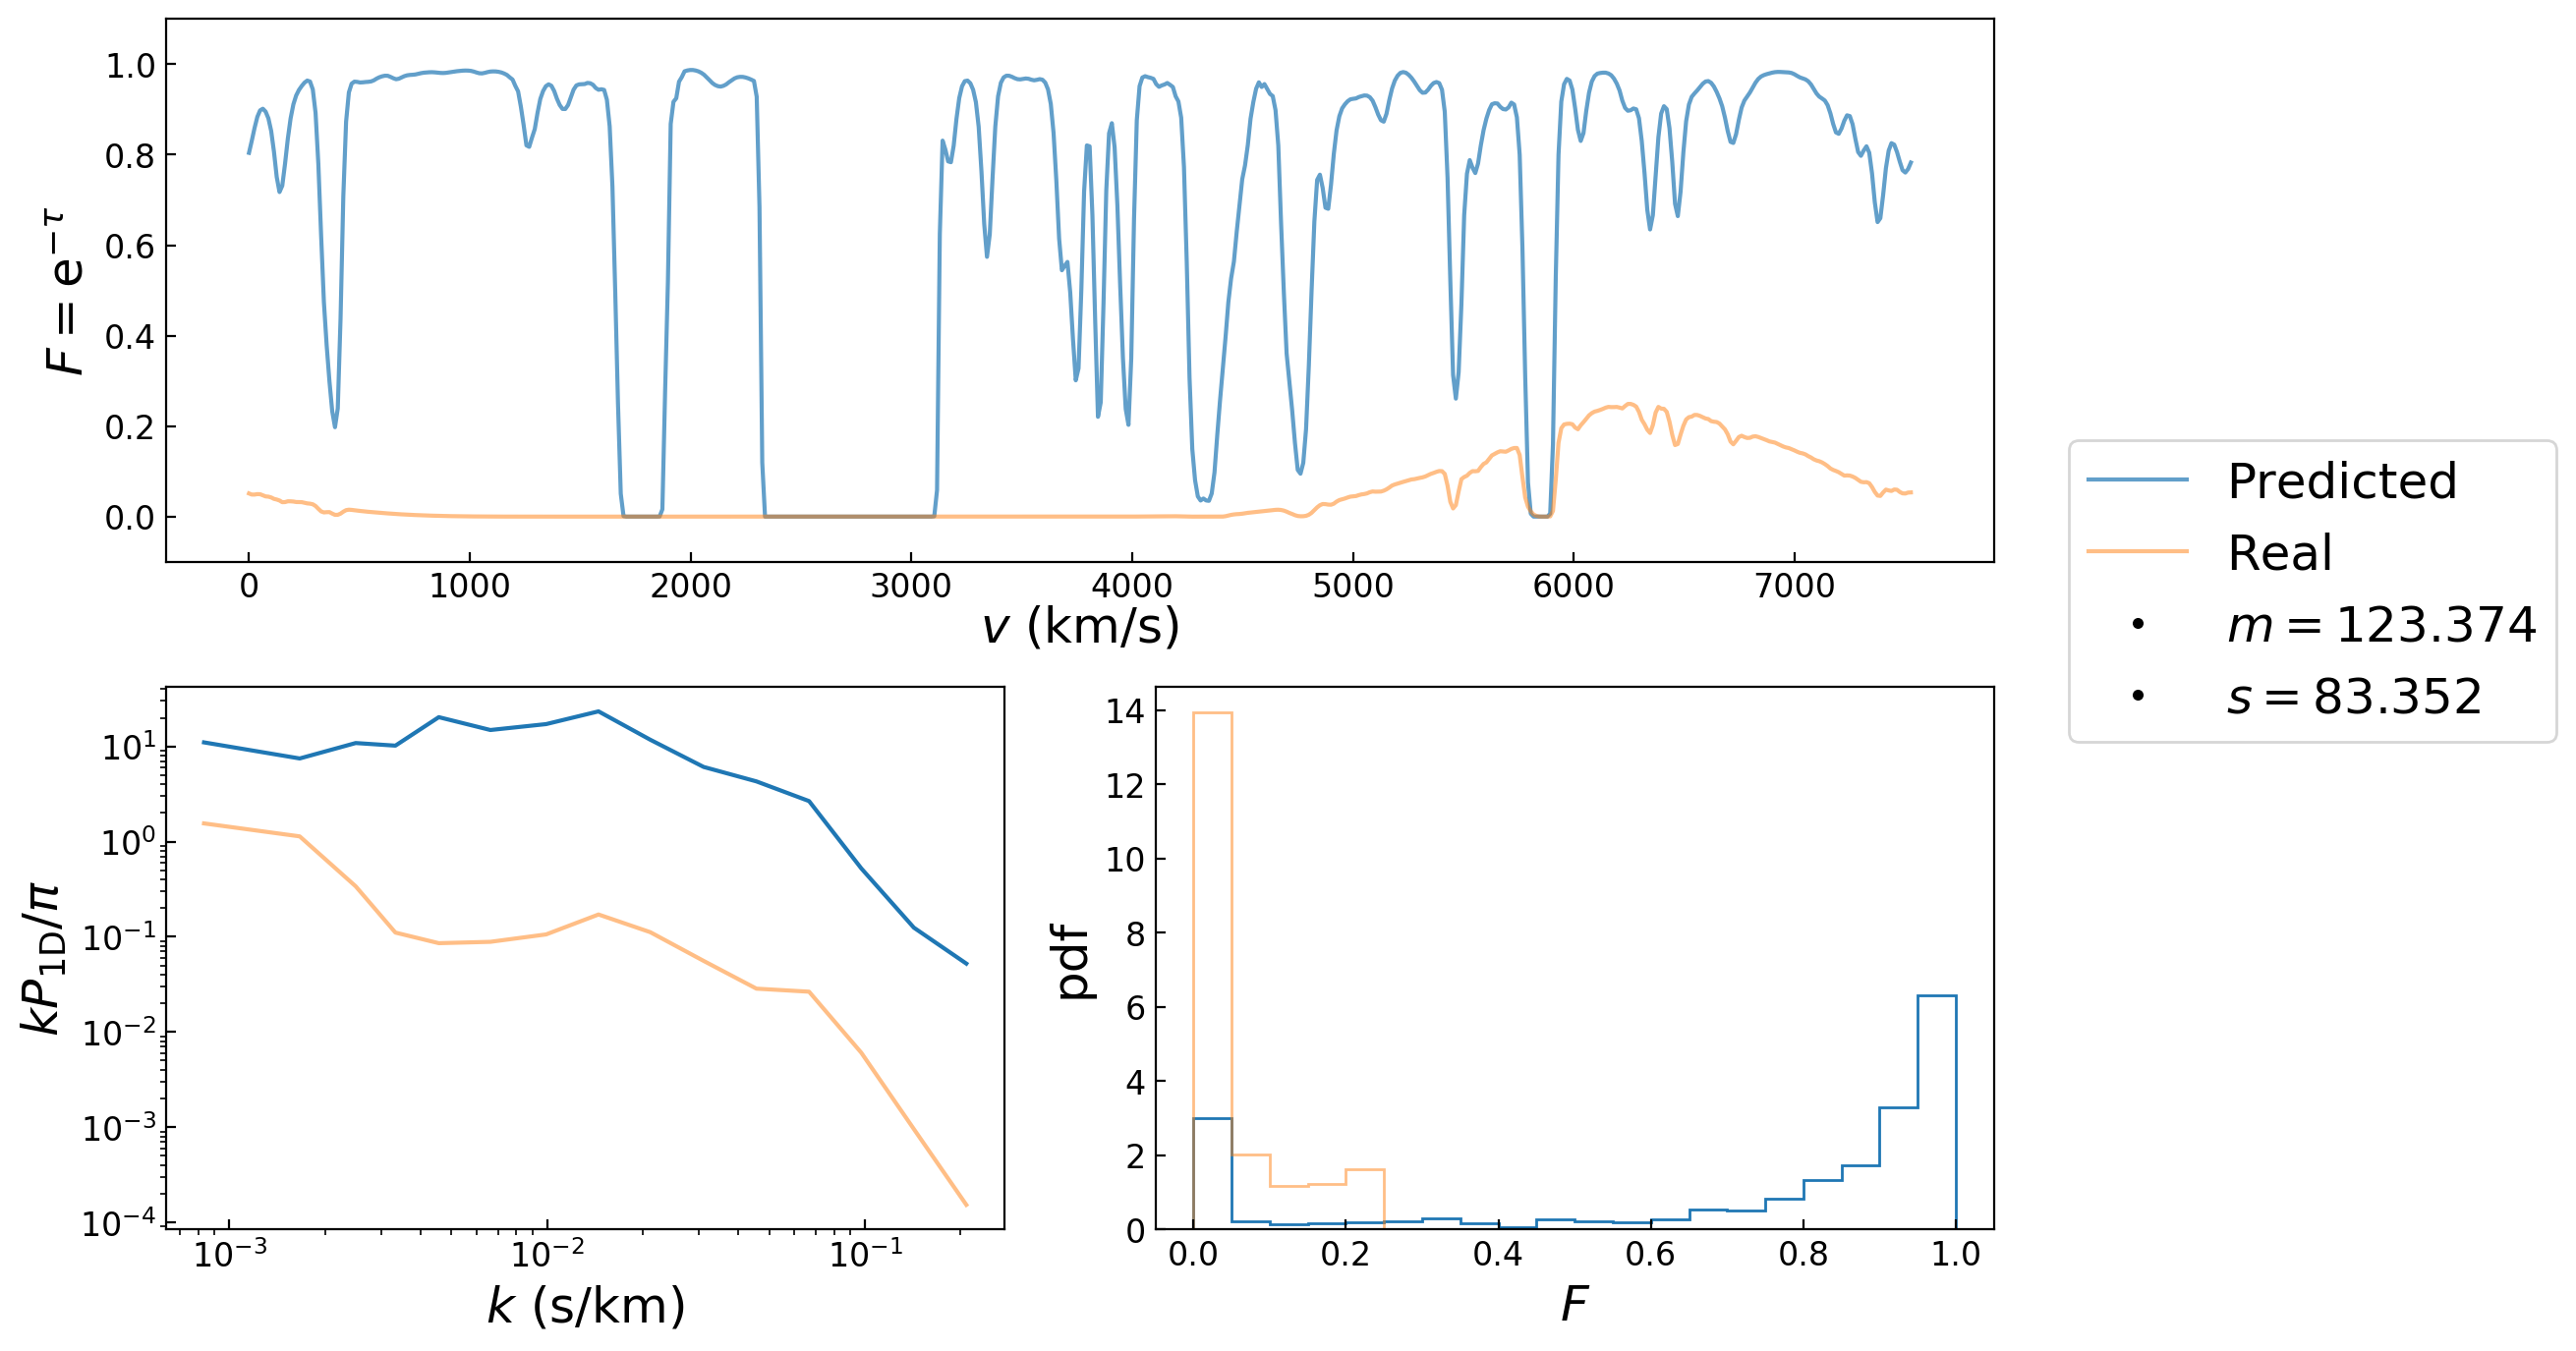 1.0
0.8
0.6
0.4
0.2
0.0
F = e^{-τ}
0 1000 2000 3000 4000 5000 6000 7000
v (km/s)
Predicted
Real
m = 123.374
s = 83.352
10^1
10^0
10^{-1}
10^{-2}
10^{-3}
10^{-4}
kP_{1D}/π
10^{-3} 10^{-2} 10^{-1}
k (s/km)
14
12
10
8
6
4
2
0
pdf
0.0 0.2 0.4 0.6 0.8 1.0
F